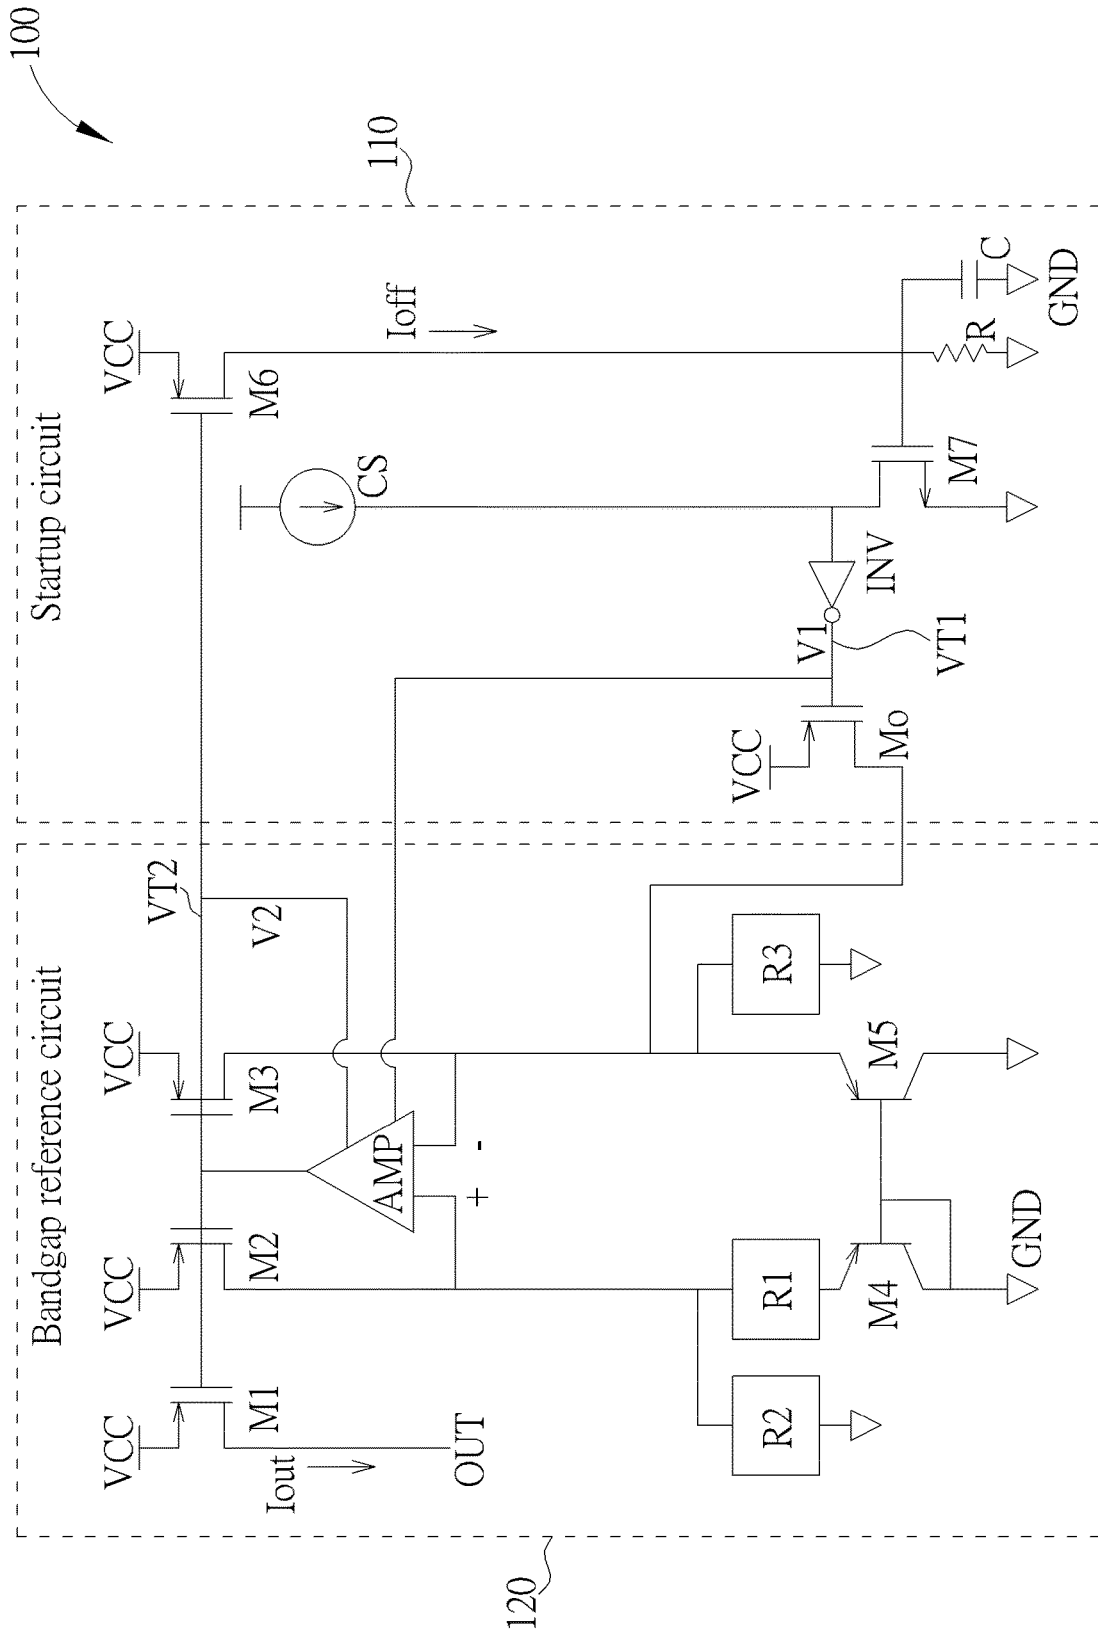 100
Bandgap reference circuit
Startup circuit
120
110
VCC
VCC
VCC
VCC
VT2
M1
M2
M3
M6
V2
Iout
OUT
AMP
+
-
CS
Ioff
R1
R2
R3
M4
M5
GND
VCC
Mo
V1
VT1
INV
M7
R
C
GND